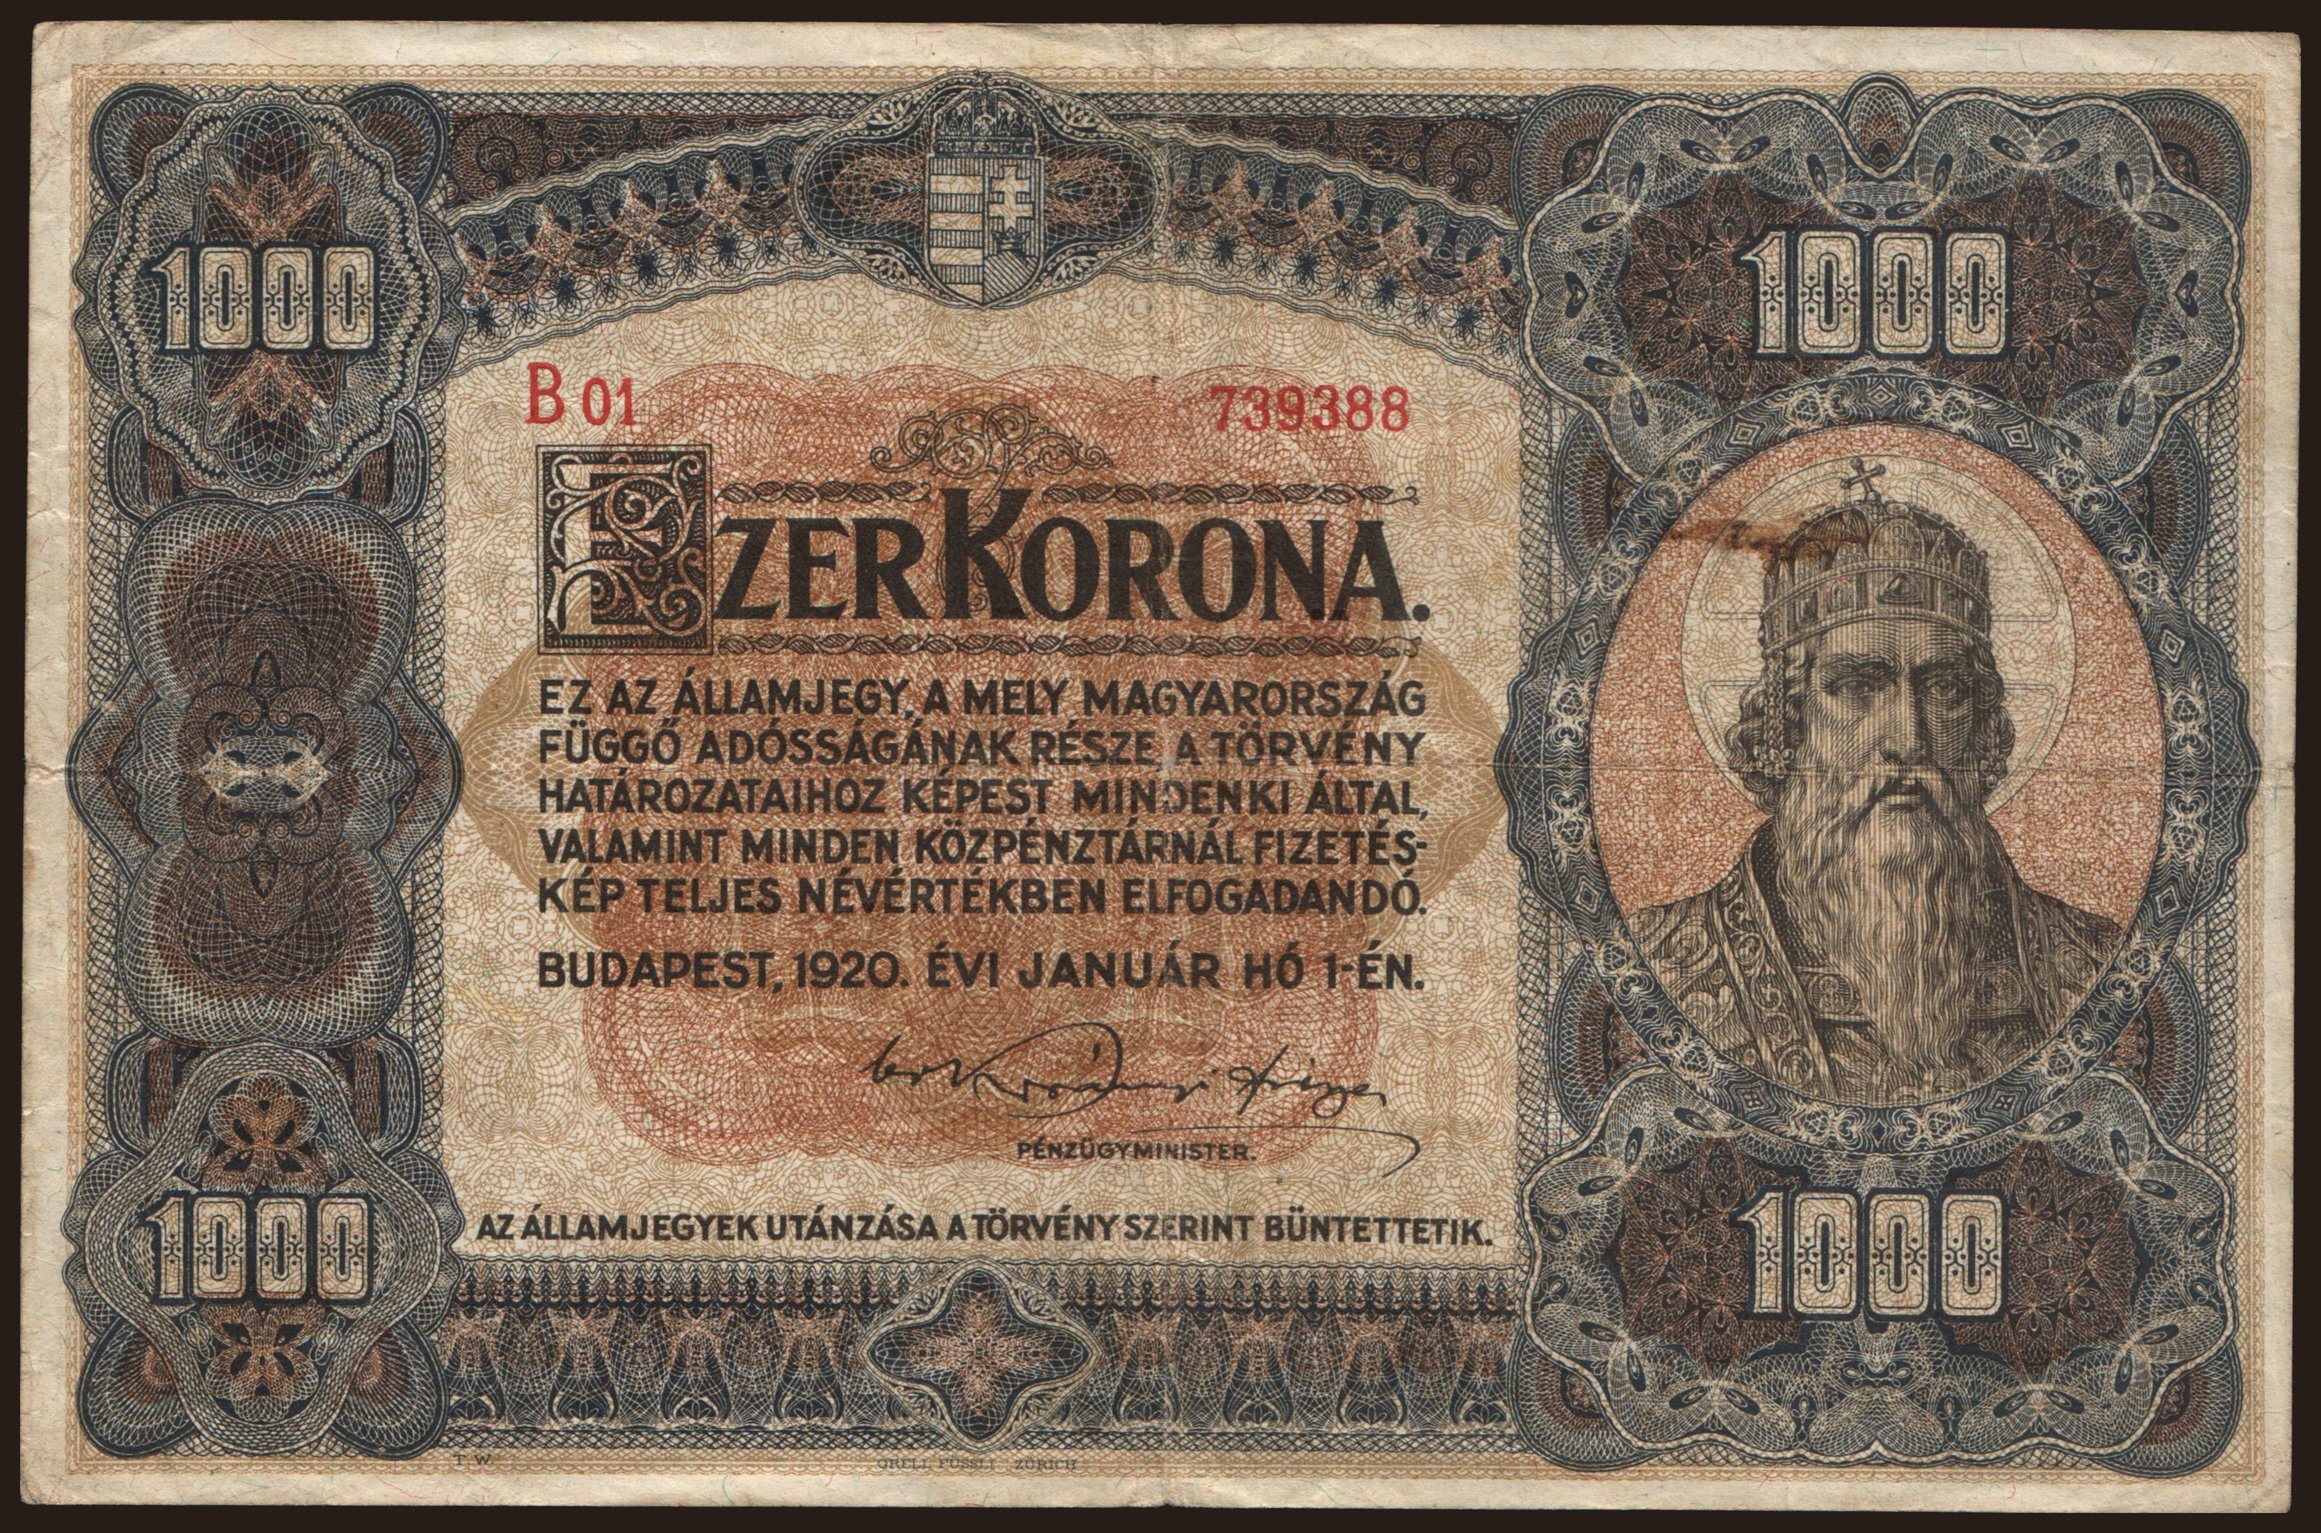 1000
1000
B 01
739388
EZER KORONA.
EZ AZ ÁLLAMJEGY, A MELY MAGYARORSZÁG
FÜGGŐ ADÓSSÁGÁNAK RÉSZE, A TÖRVÉNY
HATÁROZATAIHOZ KÉPEST MINDENKI ÁLTAL,
VALAMINT MINDEN KÖZPÉNZTÁRNÁL FIZETÉS-
KÉP TELJES NÉVÉRTÉKBEN ELFOGADANDÓ.
BUDAPEST, 1920. ÉVI JANUÁR HÓ 1-ÉN.
PÉNZÜGYMINISTER.
1000
1000
AZ ÁLLAMJEGYEK UTÁNZÁSA A TÖRVÉNY SZERINT BÜNTETTETIK.
T. W.
ORELL FÜSSLI ZÜRICH